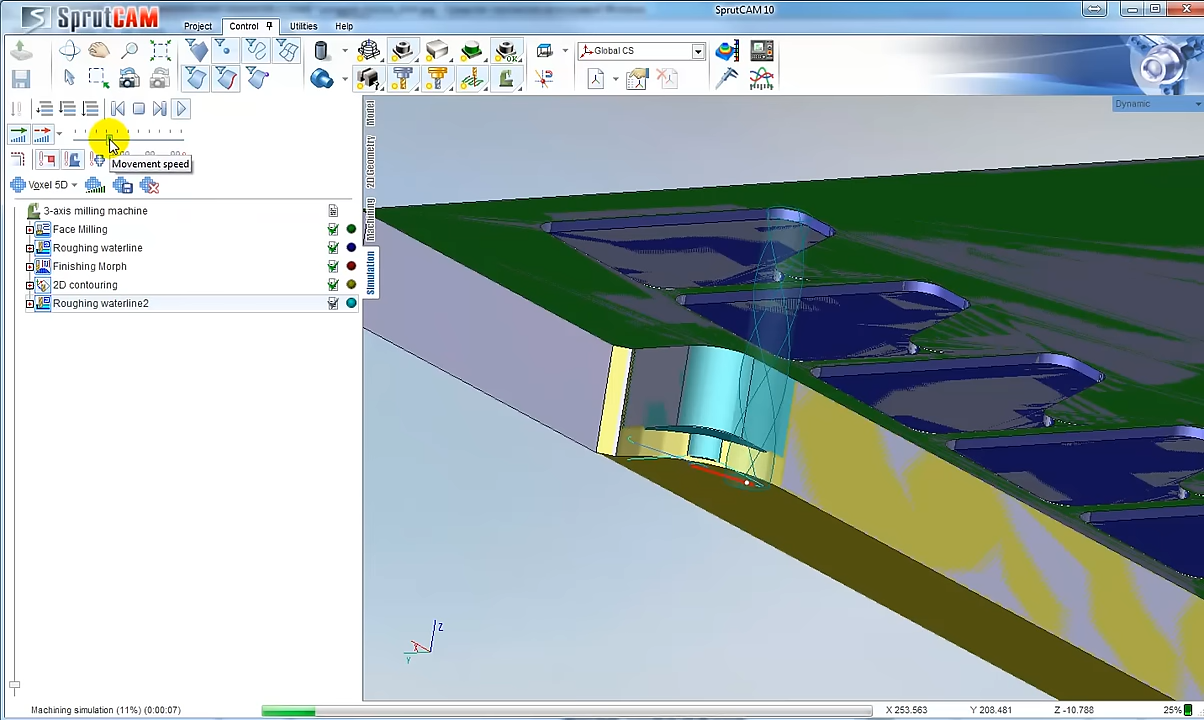 SprutCAM
SprutCAM 10
Project
Control
Utilities
Help
Global CS
OK
Dynamic
Movement speed
Voxel 5D
3-axis milling machine
Face Milling
Roughing waterline
Finishing Morph
2D contouring
Roughing waterline2
Model
2D Geometry
Machining
Simulation
Z
X
Y
Machining simulation (11%) (0:00:07)
X 253.563
Y 208.481
Z -10.788
25%